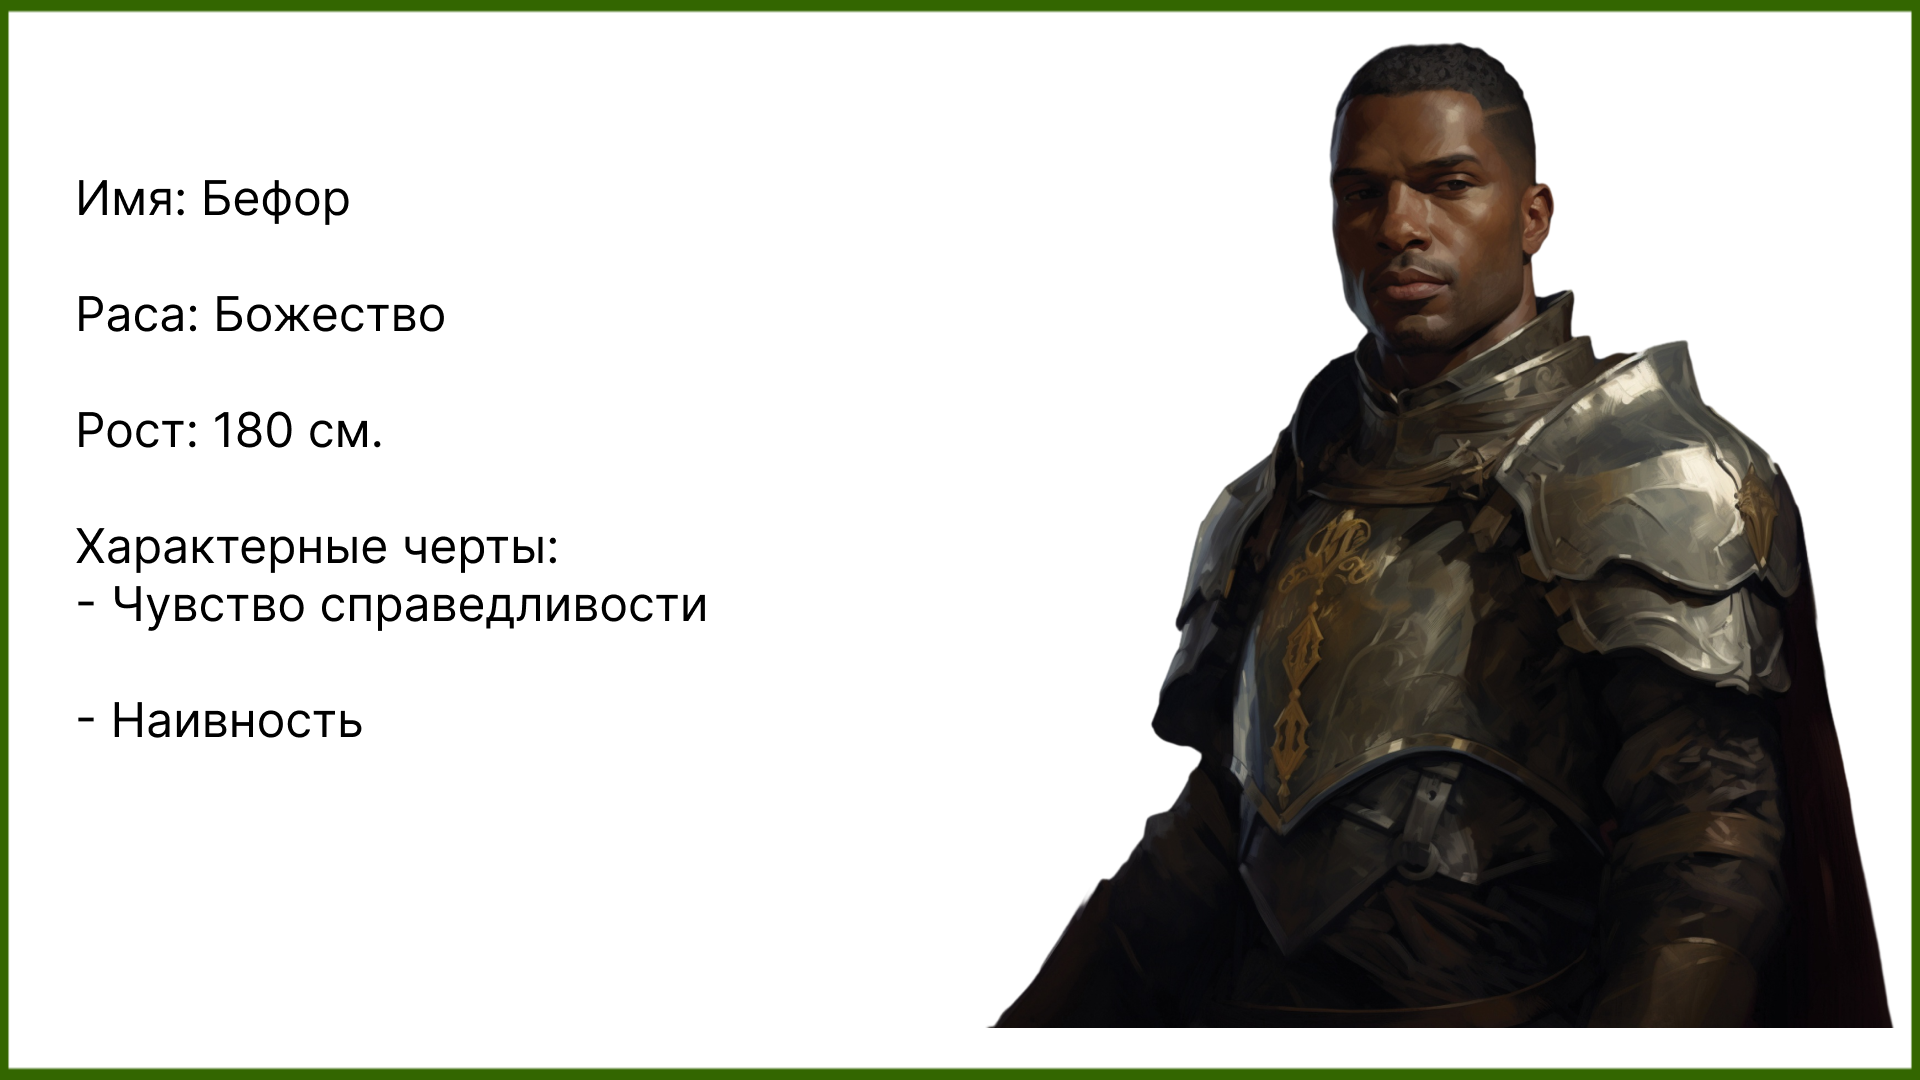 Имя: Бефор
Раса: Божество
Рост: 180 см.
Характерные черты:
- Чувство справедливости
- Наивность